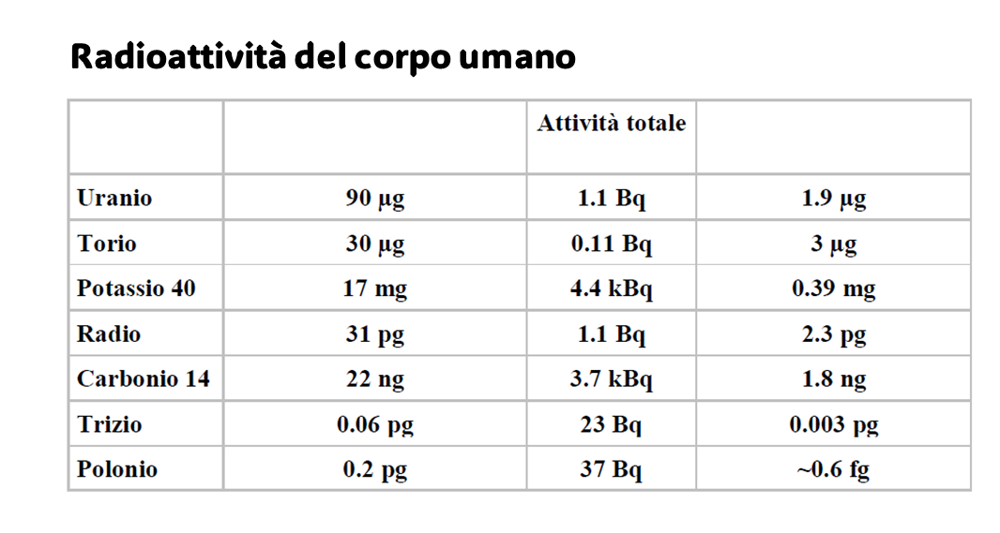 Radioattività del corpo umano
Attività totale
Uranio 90 µg 1.1 Bq 1.9 µg
Torio 30 µg 0.11 Bq 3 µg
Potassio 40 17 mg 4.4 kBq 0.39 mg
Radio 31 pg 1.1 Bq 2.3 pg
Carbonio 14 22 ng 3.7 kBq 1.8 ng
Trizio 0.06 pg 23 Bq 0.003 pg
Polonio 0.2 pg 37 Bq ~0.6 fg